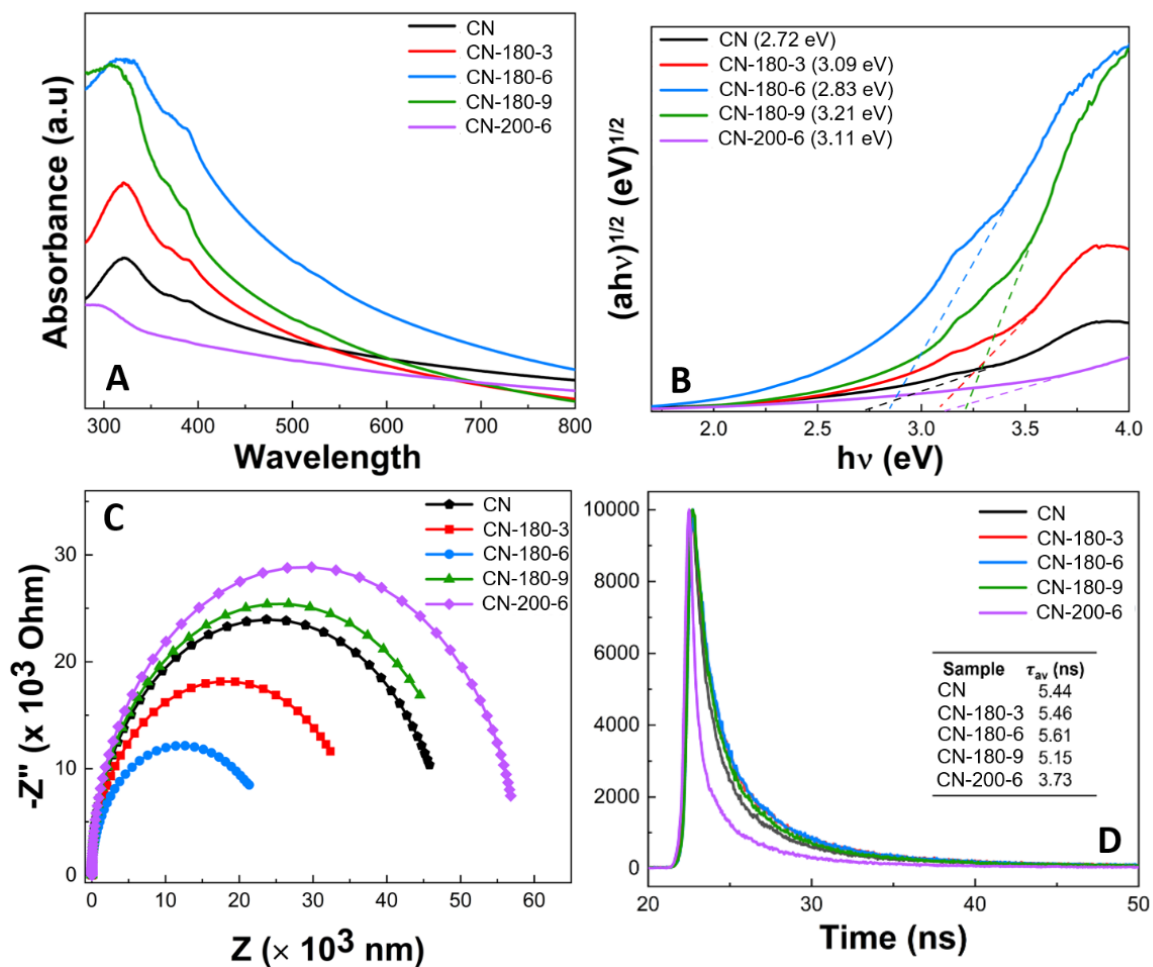 CN
CN-180-3
CN-180-6
CN-180-9
CN-200-6
Absorbance (a.u)
A
300 400 500 600 700 800
Wavelength
CN (2.72 eV)
CN-180-3 (3.09 eV)
CN-180-6 (2.83 eV)
CN-180-9 (3.21 eV)
CN-200-6 (3.11 eV)
(ahν)1/2 (eV)1/2
B
2.0 2.5 3.0 3.5 4.0
hν (eV)
C
CN
CN-180-3
CN-180-6
CN-180-9
CN-200-6
-Z" (x 103 Ohm)
30
20
10
0
0 10 20 30 40 50 60
Z (× 103 nm)
CN
CN-180-3
CN-180-6
CN-180-9
CN-200-6
10000
8000
6000
4000
2000
0
Sample τav (ns)
CN 5.44
CN-180-3 5.46
CN-180-6 5.61
CN-180-9 5.15
CN-200-6 3.73
D
20 30 40 50
Time (ns)